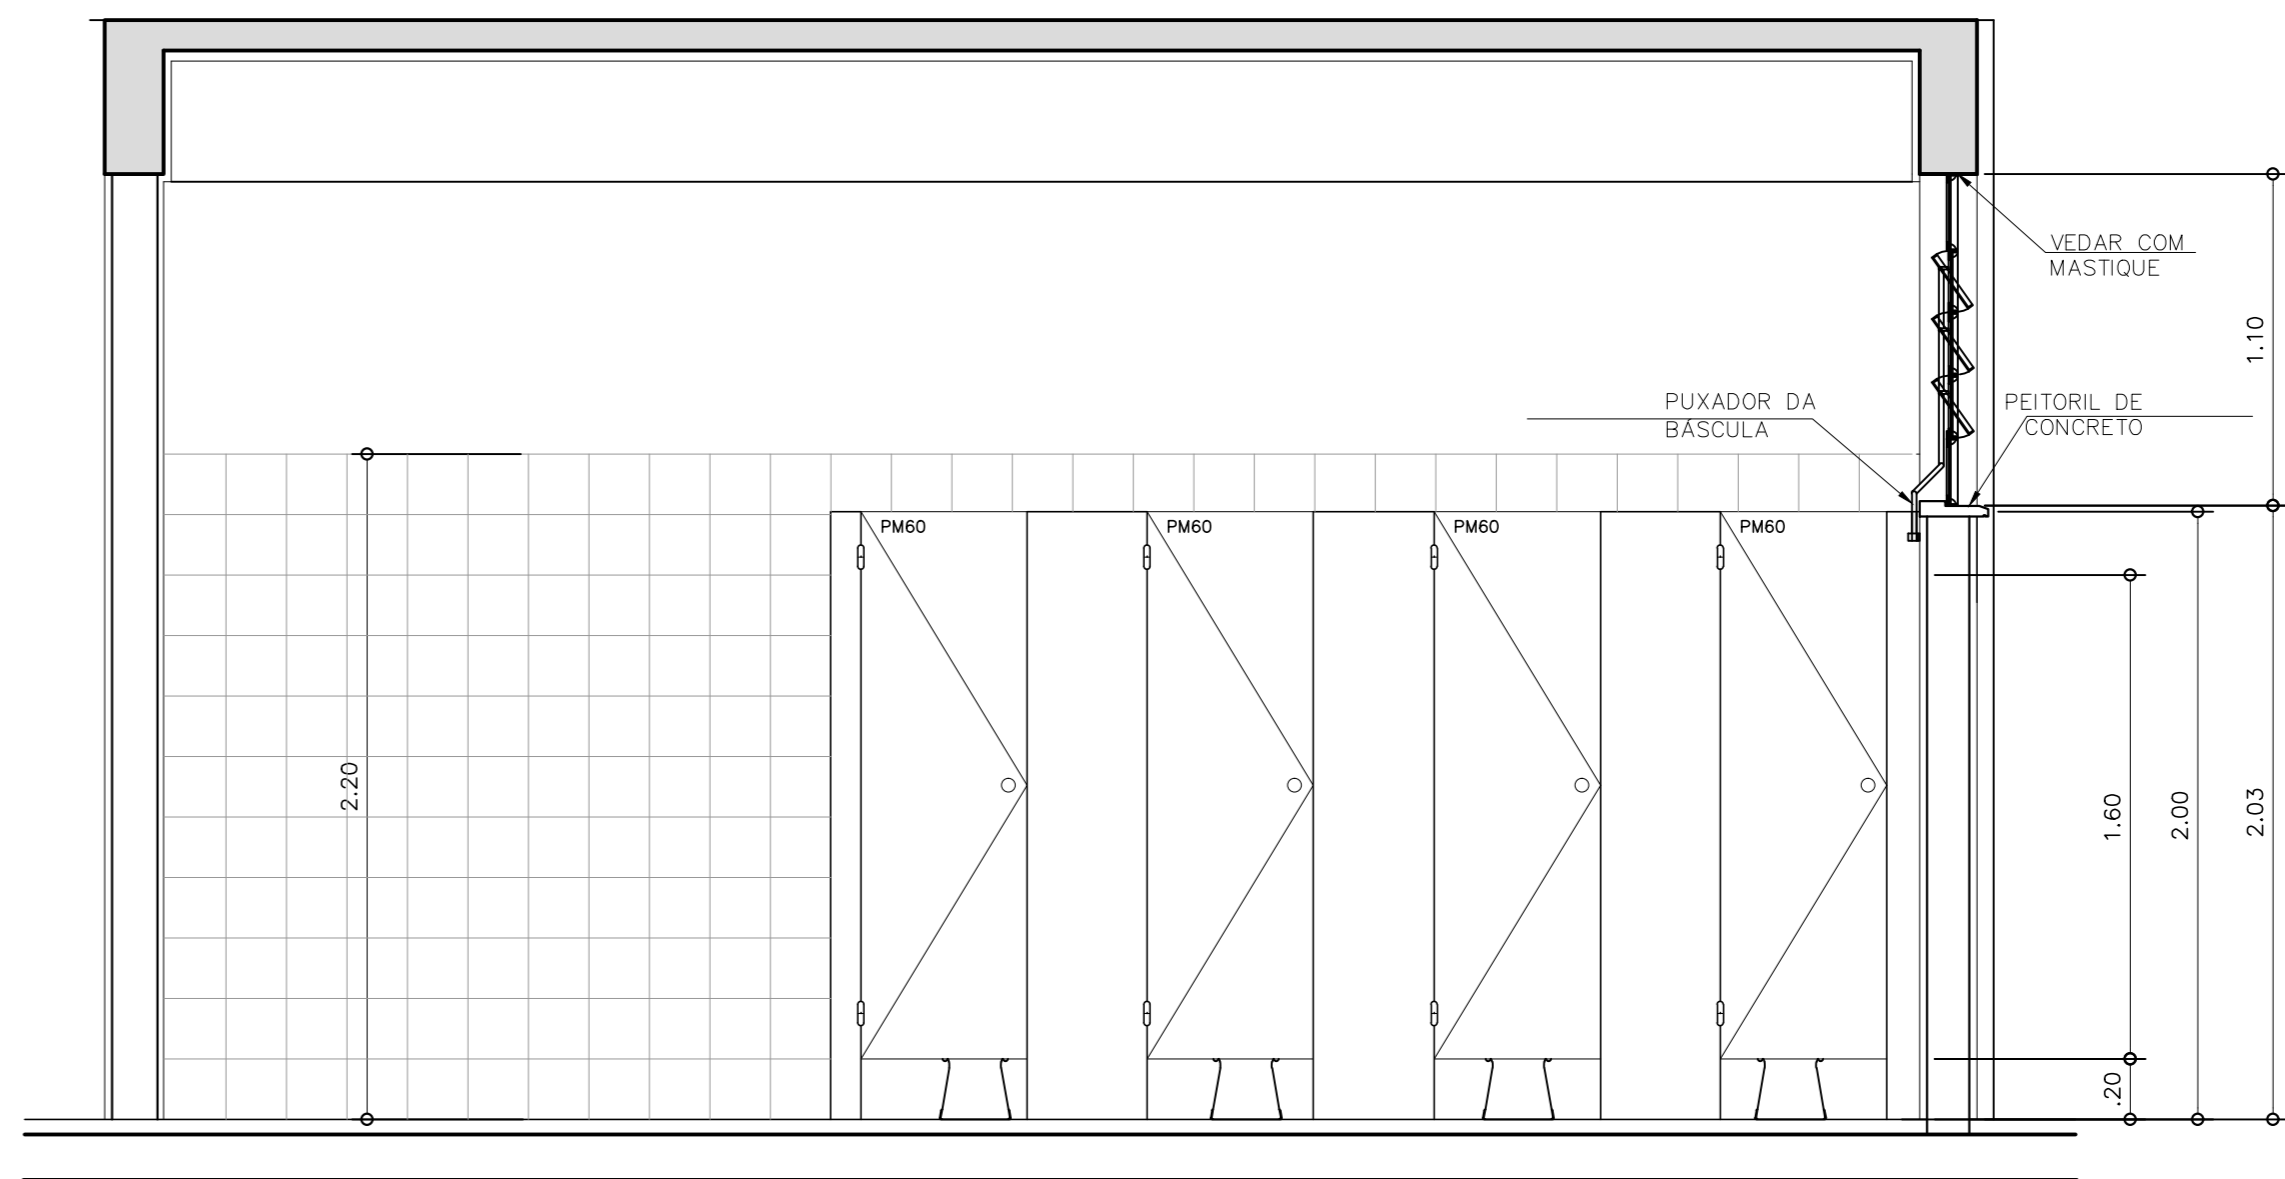 VEDAR COM
MASTIQUE
1.10
PUXADOR DA
BÁSCULA
PEITORIL DE
CONCRETO
PM60
PM60
PM60
PM60
2.20
1.60
2.00
2.03
.20